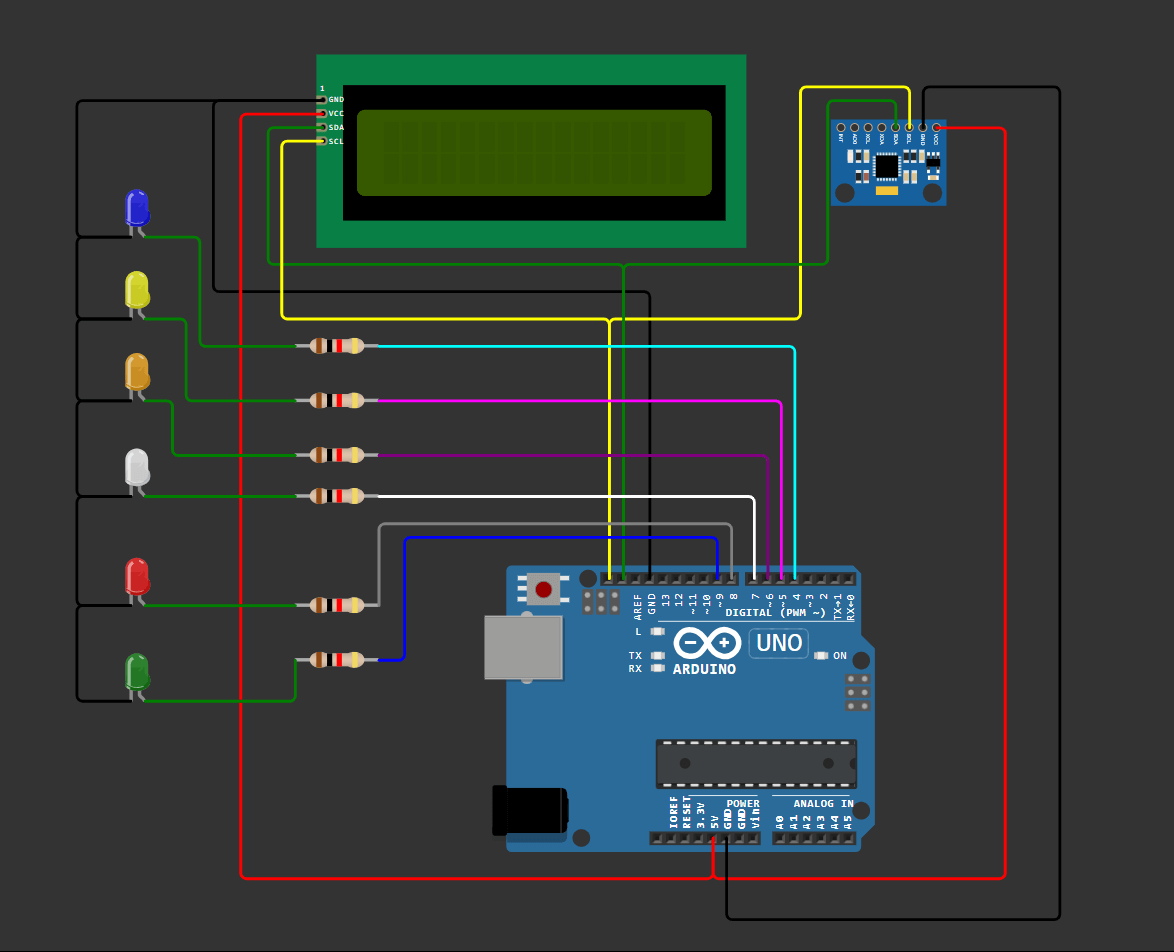 1
GND
VCC
SDA
SCL
INT
AD0
XCL
XDA
SDA
SCL
GND
VCC
AREF
GND
13
12
~11
~10
~9
8
7
~6
~5
4
~3
2
TX→1
RX←0
DIGITAL (PWM ~)
L
TX
RX
ARDUINO
UNO
ON
POWER
ANALOG IN
IOREF
RESET
3.3V
5V
GND
GND
Vin
A0
A1
A2
A3
A4
A5